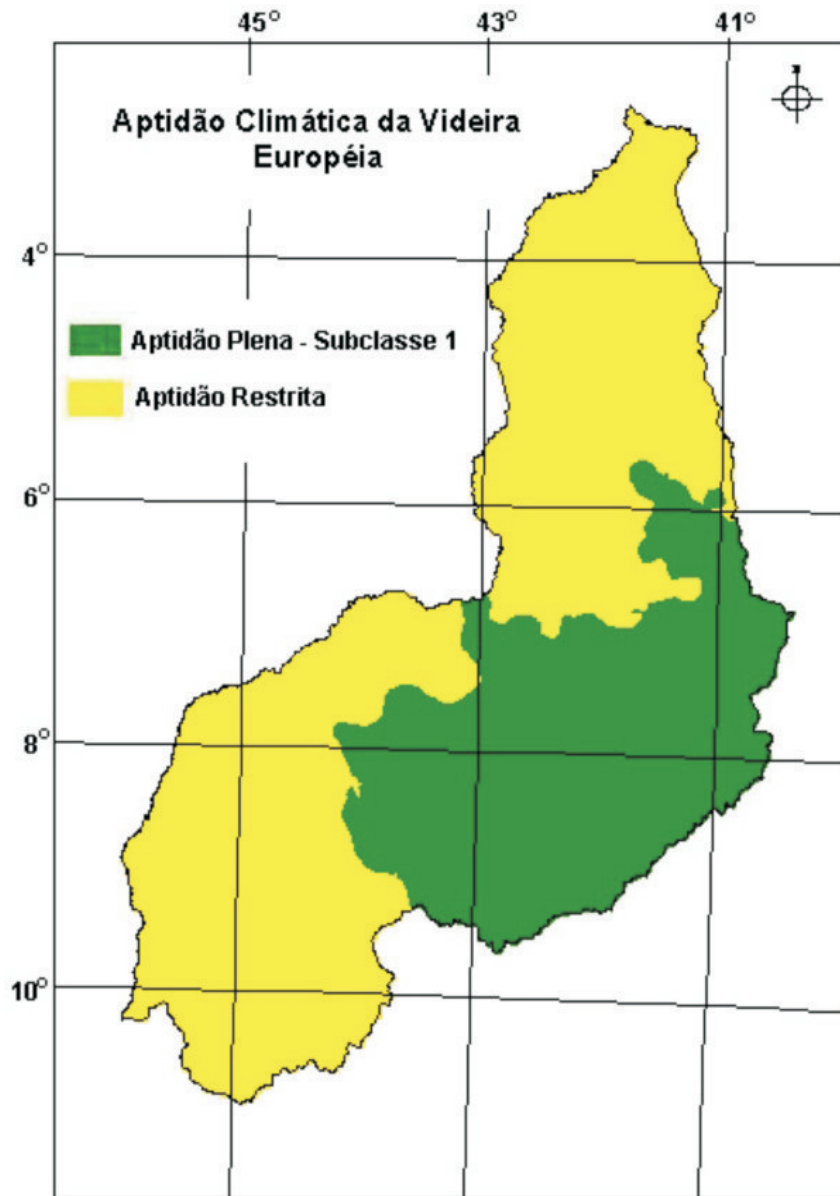 45° 43° 41°
Aptidão Climática da Videira
Européia
4°
Aptidão Plena - Subclasse 1
Aptidão Restrita
6°
8°
10°